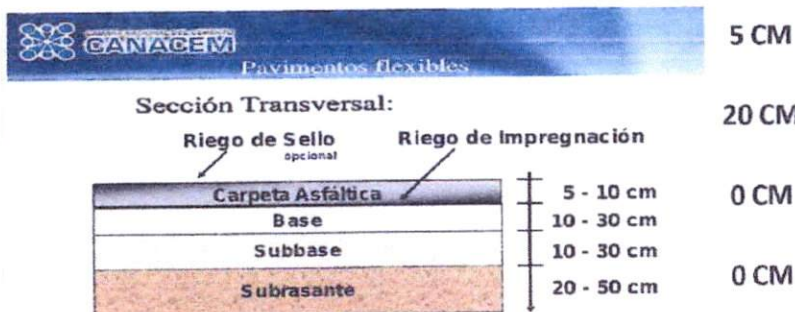 CANACEM
Pavimentos flexibles
5 CM
Sección Transversal:
20 CM
Riego de Sello
opcional
Riego de Impregnación
Carpeta Asfáltica
5 - 10 cm
0 CM
Base
10 - 30 cm
Subbase
10 - 30 cm
Subrasante
20 - 50 cm
0 CM